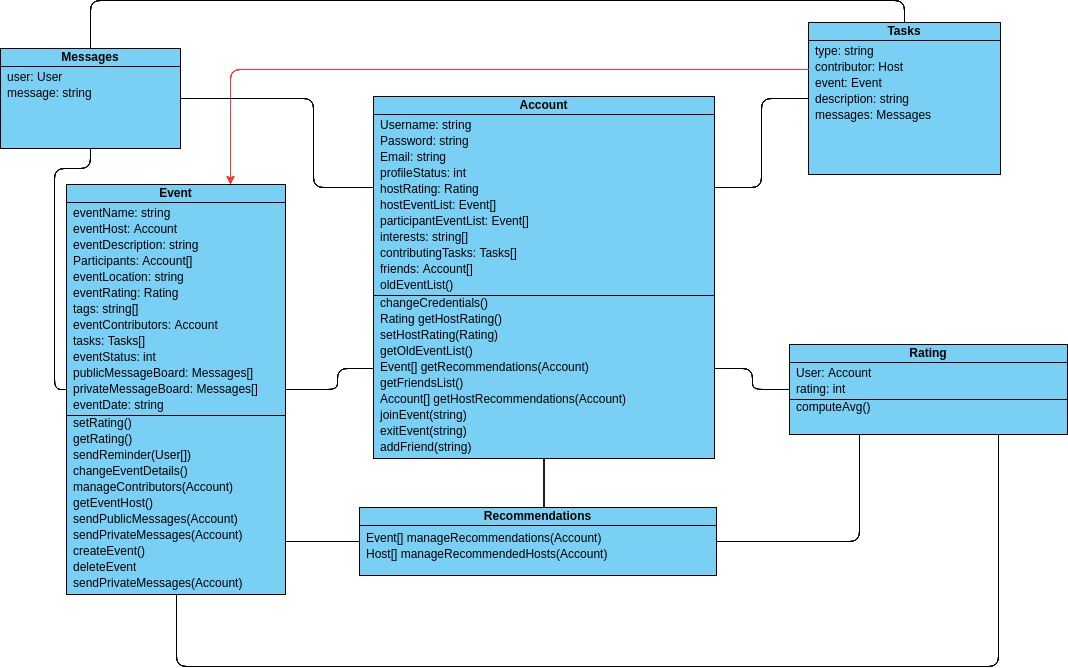 Messages
user: User
message: string
Tasks
type: string
contributor: Host
event: Event
description: string
messages: Messages
Account
Username: string
Password: string
Email: string
profileStatus: int
hostRating: Rating
hostEventList: Event[]
participantEventList: Event[]
interests: string[]
contributingTasks: Tasks[]
friends: Account[]
oldEventList()
changeCredentials()
Rating getHostRating()
setHostRating(Rating)
getOldEventList()
Event[] getRecommendations(Account)
getFriendsList()
Account[] getHostRecommendations(Account)
joinEvent(string)
exitEvent(string)
addFriend(string)
Event
eventName: string
eventHost: Account
eventDescription: string
Participants: Account[]
eventLocation: string
eventRating: Rating
tags: string[]
eventContributors: Account
tasks: Tasks[]
eventStatus: int
publicMessageBoard: Messages[]
privateMessageBoard: Messages[]
eventDate: string
setRating()
getRating()
sendReminder(User[])
changeEventDetails()
manageContributors(Account)
getEventHost()
sendPublicMessages(Account)
sendPrivateMessages(Account)
createEvent()
deleteEvent
sendPrivateMessages(Account)
Rating
User: Account
rating: int
computeAvg()
Recommendations
Event[] manageRecommendations(Account)
Host[] manageRecommendedHosts(Account)